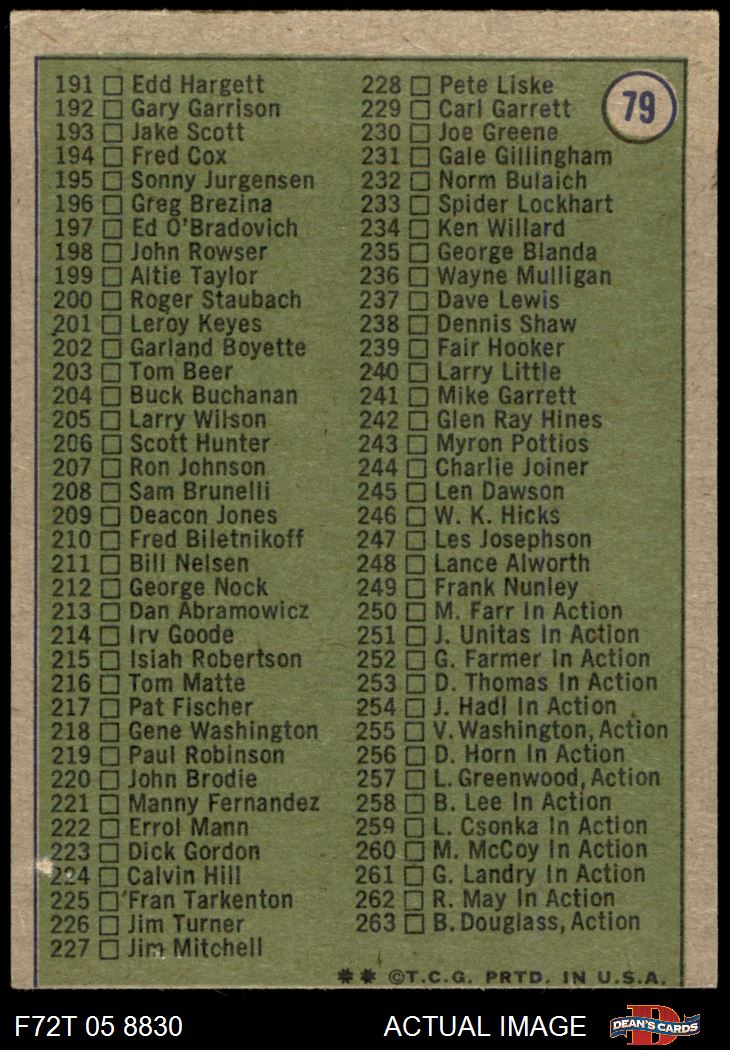 191 Edd Hargett
192 Gary Garrison
193 Jake Scott
194 Fred Cox
195 Sonny Jurgensen
196 Greg Brezina
197 Ed O'Bradovich
198 John Rowser
199 Altie Taylor
200 Roger Staubach
201 Leroy Keyes
202 Garland Boyette
203 Tom Beer
204 Buck Buchanan
205 Larry Wilson
206 Scott Hunter
207 Ron Johnson
208 Sam Brunelli
209 Deacon Jones
210 Fred Biletnikoff
211 Bill Nelsen
212 George Nock
213 Dan Abramowicz
214 Irv Goode
215 Isiah Robertson
216 Tom Matte
217 Pat Fischer
218 Gene Washington
219 Paul Robinson
220 John Brodie
221 Manny Fernandez
222 Errol Mann
223 Dick Gordon
224 Calvin Hill
225 Fran Tarkenton
226 Jim Turner
227 Jim Mitchell
228 Pete Liske
229 Carl Garrett
230 Joe Greene
231 Gale Gillingham
232 Norm Bulaich
233 Spider Lockhart
234 Ken Willard
235 George Blanda
236 Wayne Mulligan
237 Dave Lewis
238 Dennis Shaw
239 Fair Hooker
240 Larry Little
241 Mike Garrett
242 Glen Ray Hines
243 Myron Pottios
244 Charlie Joiner
245 Len Dawson
246 W. K. Hicks
247 Les Josephson
248 Lance Alworth
249 Frank Nunley
250 M. Farr In Action
251 J. Unitas In Action
252 G. Farmer In Action
253 D. Thomas In Action
254 J. Hadl In Action
255 V. Washington, Action
256 D. Horn In Action
257 L. Greenwood, Action
258 B. Lee In Action
259 L. Csonka In Action
260 M. McCoy In Action
261 G. Landry In Action
262 R. May In Action
263 B. Douglass, Action
79
** ©T.C.G. PRTD. IN U.S.A.
F72T 05 8830
ACTUAL IMAGE
D
DEAN'S CARDS